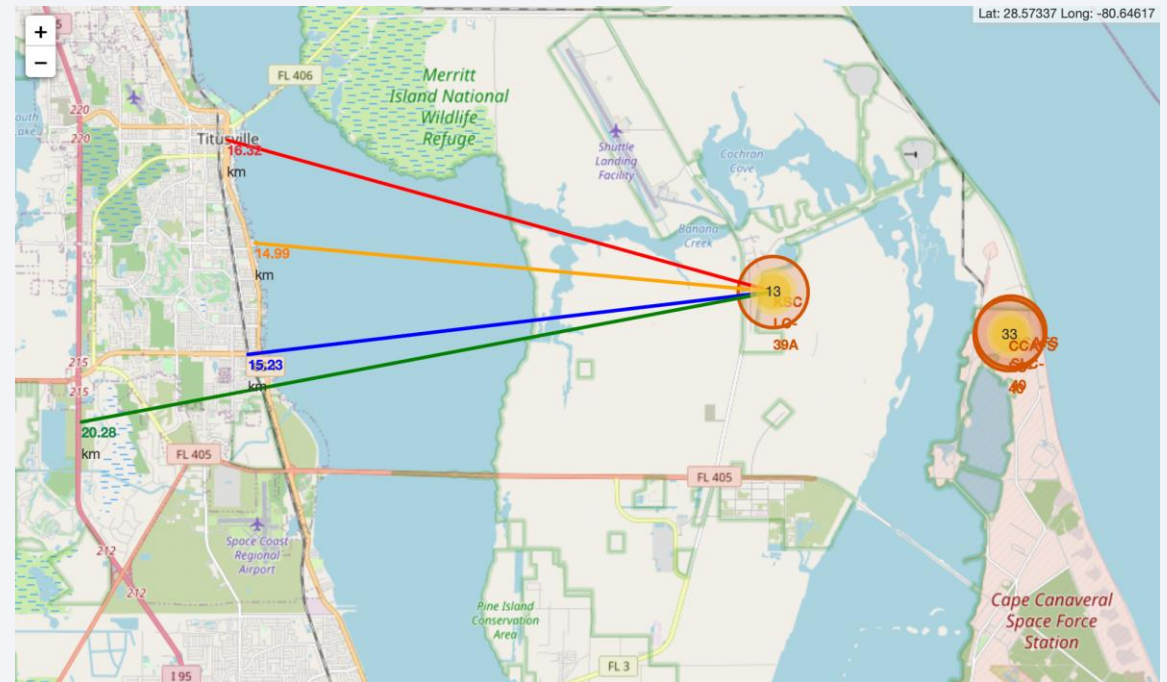 Lat: 28.57337 Long: -80.64617
+
−
5
FL 406
Merritt
Island National
Wildlife
Refuge
220
220
Lake
Titusville
16.32
km
Shuttle
Landing
Facility
Cochran
Cove
Banana
Creek
14.99
km
13
KSC
LC-
39A
33
40
215
15.23
km
215
20.28
km
FL 405
FL 405
Space Coast
Regional
Airport
212
212
Pine Island
Conservation
Area
Cape Canaveral
Space Force
Station
FL 3
I 95